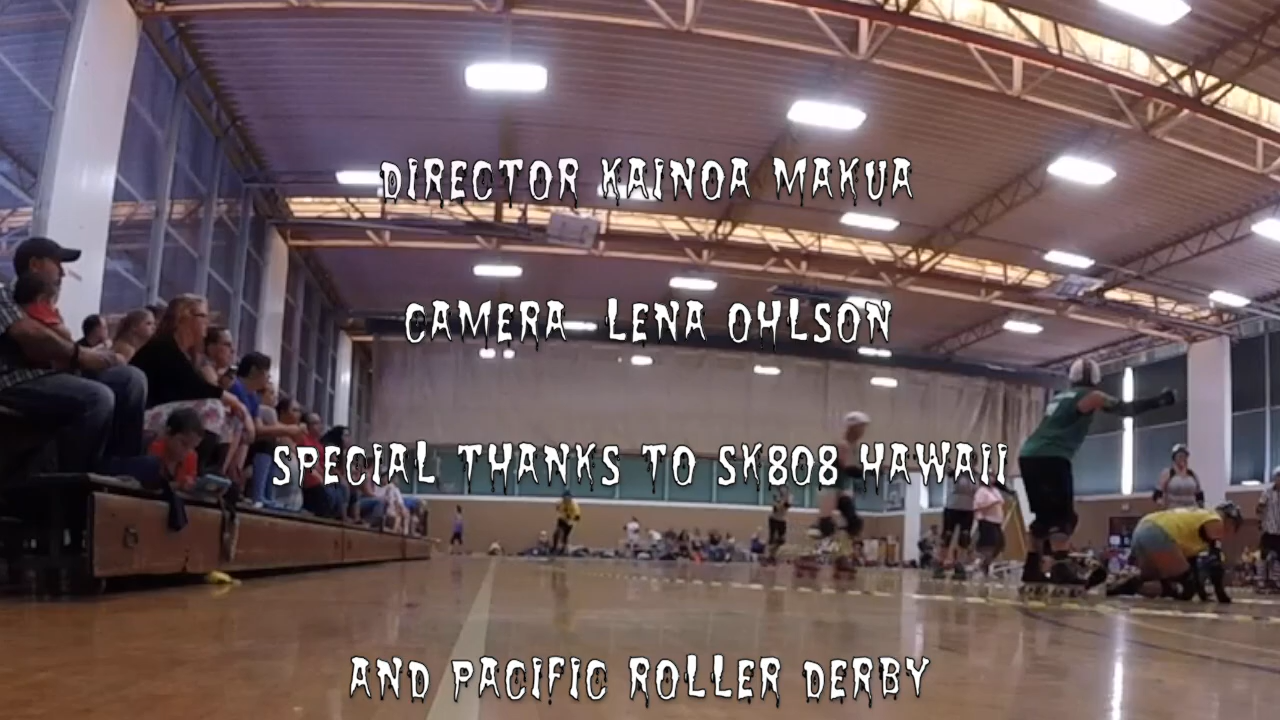 DIRECTOR KAINOA MAKUA
CAMERA LENA OHLSON
SPECIAL THANKS TO SK808 HAWAII
AND PACIFIC ROLLER DERBY